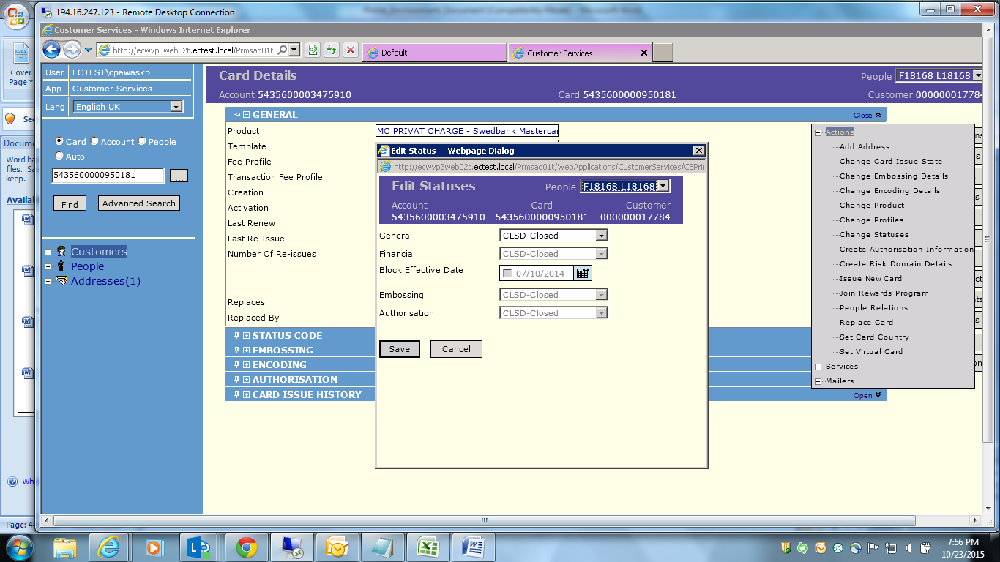 194.16.247.123 - Remote Desktop Connection
Customer Services - Windows Internet Explorer
http://ecwvp3web02t.ectest.local/Prmsad01t
Default
Customer Services
Cover
Page
User
ECTEST\cpawaskp
App
Customer Services
Lang
English UK
Card
Account
People
Auto
5435600000950181
...
Find
Advanced Search
Customers
People
Addresses(1)
Card Details
People
F18168 L18168
Account 5435600003475910
Card 5435600000950181
Customer 00000001778
GENERAL
Close
Product
MC PRIVAT CHARGE - Swedbank Masterca
Template
Fee Profile
Transaction Fee Profile
Creation
Activation
Last Renew
Last Re-Issue
Number Of Re-issues
Replaces
Replaced By
STATUS CODE
EMBOSSING
ENCODING
AUTHORISATION
CARD ISSUE HISTORY
Open
Edit Status -- Webpage Dialog
http://ecwvp3web02t.ectest.local/Prmsad01t/WebApplications/CustomerServices/CSPri
Edit Statuses
People
F18168 L18168
Account
Card
Customer
5435600003475910
5435600000950181
000000017784
General
CLSD-Closed
Financial
CLSD-Closed
Block Effective Date
07/10/2014
Embossing
CLSD-Closed
Authorisation
CLSD-Closed
Save
Cancel
Actions
Add Address
Change Card Issue State
Change Embossing Details
Change Encoding Details
Change Product
Change Profiles
Change Statuses
Create Authorisation Information
Create Risk Domain Details
Issue New Card
Join Rewards Program
People Relations
Replace Card
Set Card Country
Set Virtual Card
Services
Mailers
Sec
Docume
Word ha
files. Sa
keep.
Availa
Wh
Page: 44
7:56 PM
10/23/2015